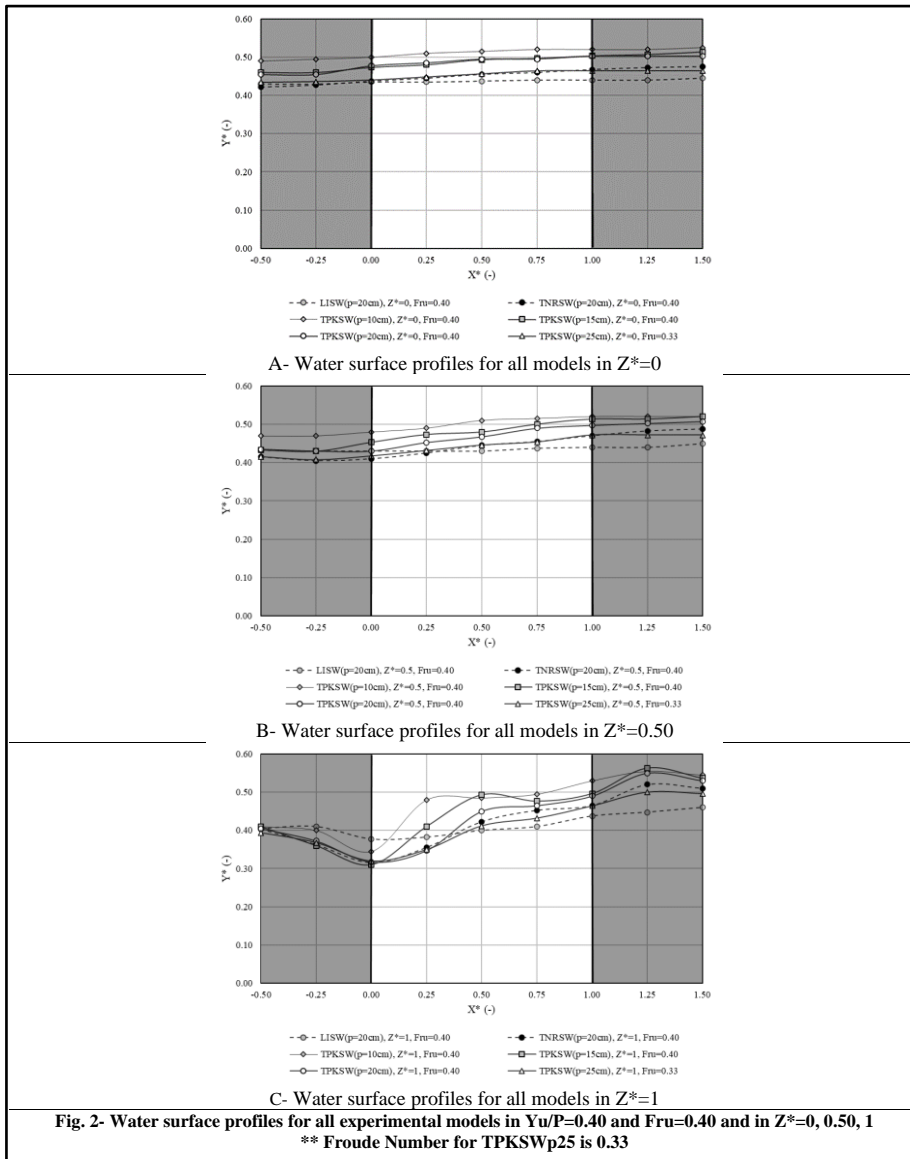 0.60
0.50
0.40
0.30
0.20
0.10
0.00
Y* (-)
-0.50 -0.25 0.00 0.25 0.50 0.75 1.00 1.25 1.50
X* (-)
LISW(p=20cm), Z*=0, Fru=0.40 TNRSW(p=20cm), Z*=0, Fru=0.40
TPKSW(p=10cm), Z*=0, Fru=0.40 TPKSW(p=15cm), Z*=0, Fru=0.40
TPKSW(p=20cm), Z*=0, Fru=0.40 TPKSW(p=25cm), Z*=0, Fru=0.33
A- Water surface profiles for all models in Z*=0
0.60
0.50
0.40
0.30
0.20
0.10
0.00
Y* (-)
-0.50 -0.25 0.00 0.25 0.50 0.75 1.00 1.25 1.50
X* (-)
LISW(p=20cm), Z*=0.5, Fru=0.40 TNRSW(p=20cm), Z*=0.5, Fru=0.40
TPKSW(p=10cm), Z*=0.5, Fru=0.40 TPKSW(p=15cm), Z*=0.5, Fru=0.40
TPKSW(p=20cm), Z*=0.5, Fru=0.40 TPKSW(p=25cm), Z*=0.5, Fru=0.33
B- Water surface profiles for all models in Z*=0.50
0.60
0.50
0.40
0.30
0.20
0.10
0.00
Y* (-)
-0.50 -0.25 0.00 0.25 0.50 0.75 1.00 1.25 1.50
X* (-)
LISW(p=20cm), Z*=1, Fru=0.40 TNRSW(p=20cm), Z*=1, Fru=0.40
TPKSW(p=10cm), Z*=1, Fru=0.40 TPKSW(p=15cm), Z*=1, Fru=0.40
TPKSW(p=20cm), Z*=1, Fru=0.40 TPKSW(p=25cm), Z*=1, Fru=0.33
C- Water surface profiles for all models in Z*=1
Fig. 2- Water surface profiles for all experimental models in Yu/P=0.40 and Fru=0.40 and in Z*=0, 0.50, 1
** Froude Number for TPKSWp25 is 0.33